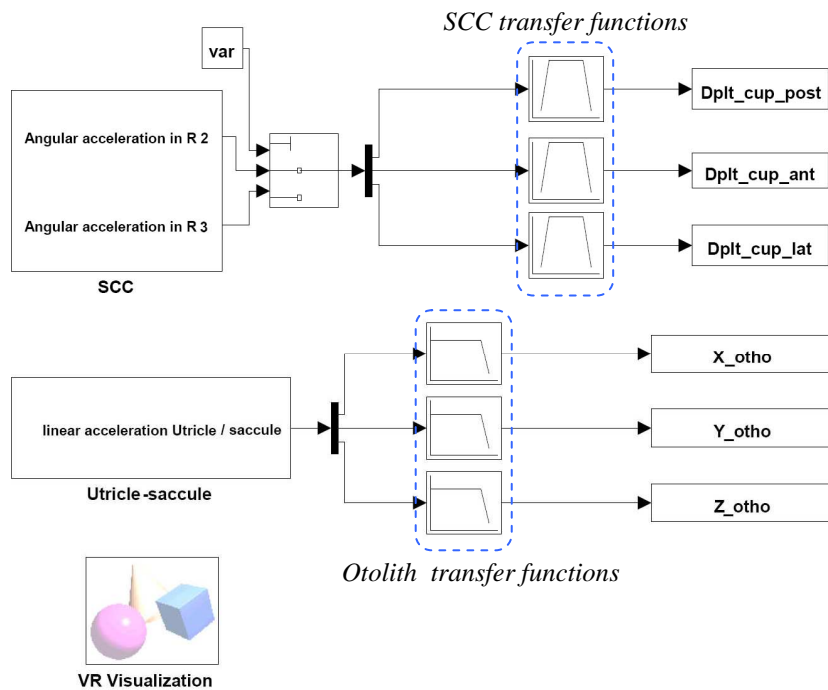 SCC transfer functions
var
Dplt_cup_post
Angular acceleration in R 2
Dplt_cup_ant
Angular acceleration in R 3
Dplt_cup_lat
SCC
X_otho
linear acceleration Utricle / saccule
Y_otho
Utricle-saccule
Z_otho
Otolith transfer functions
VR Visualization